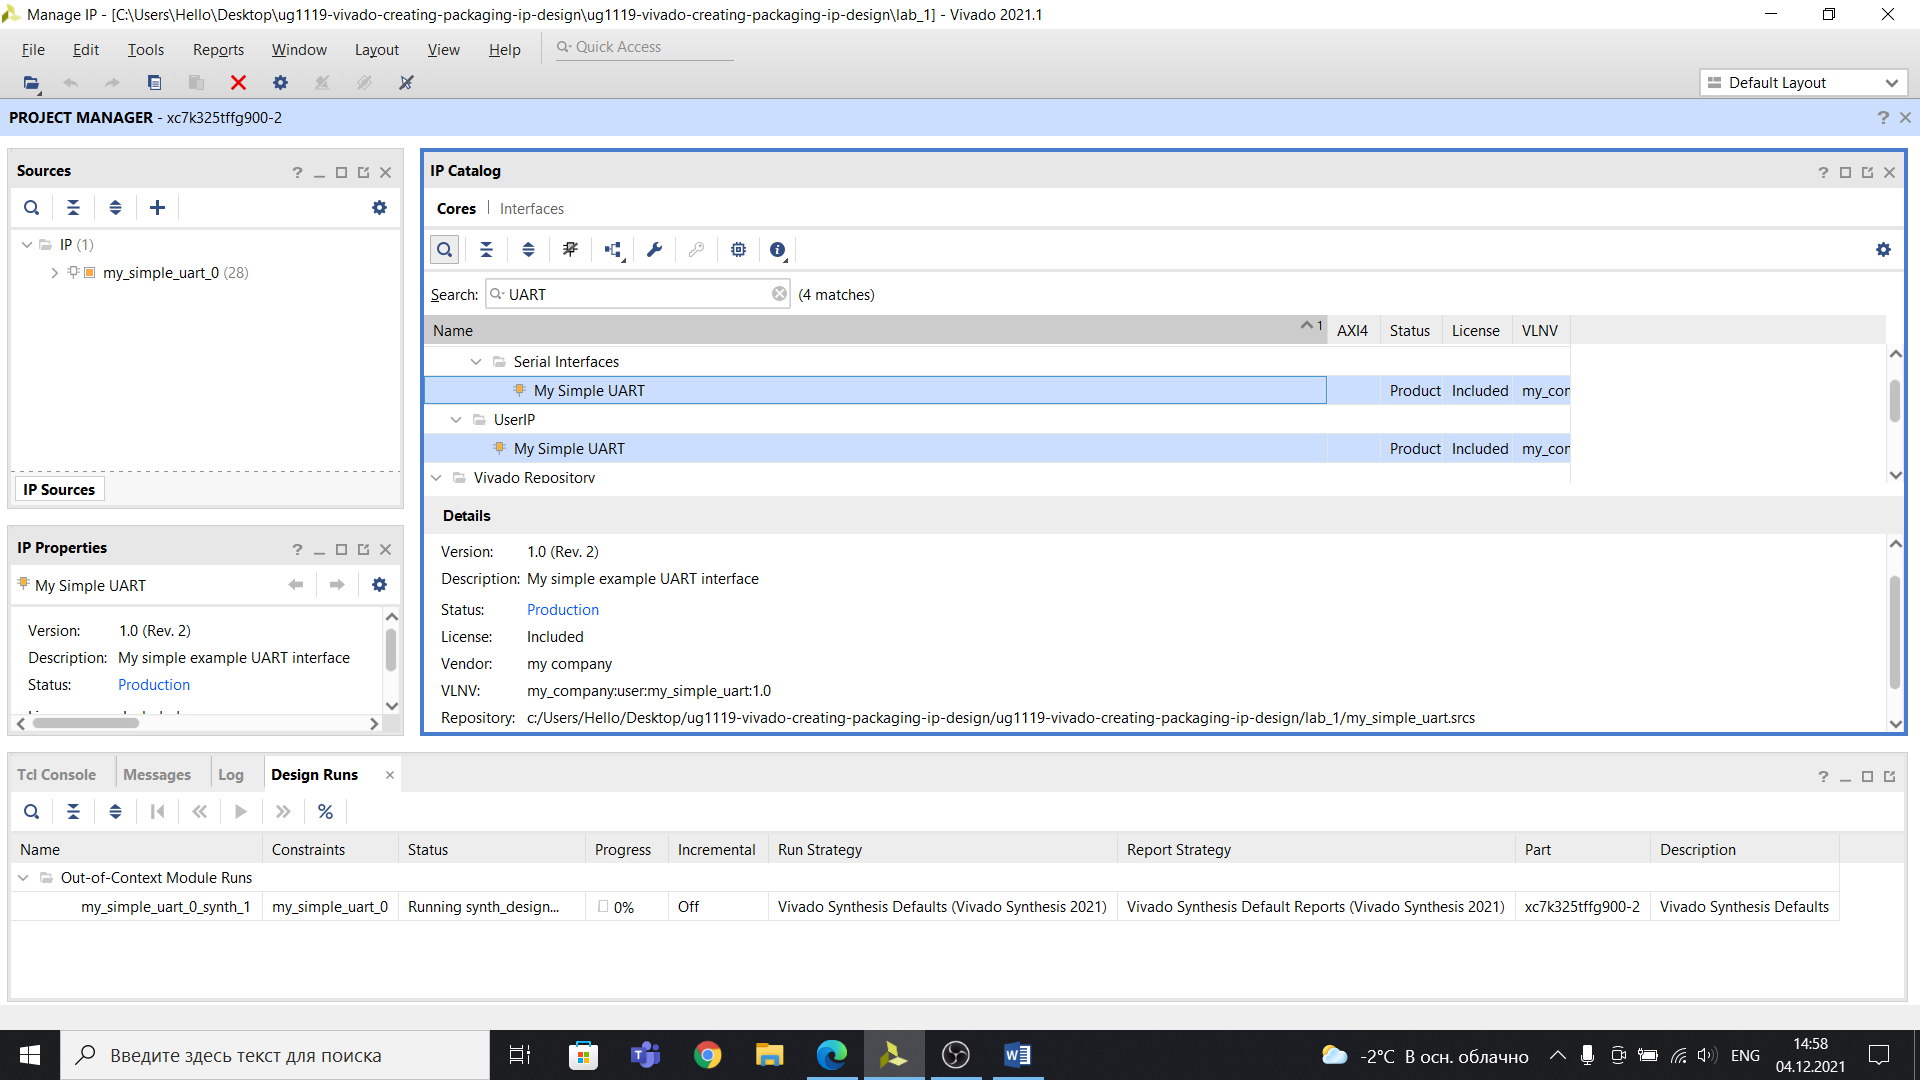 Manage IP - [C:\Users\Hello\Desktop\ug1119-vivado-creating-packaging-ip-design\ug1119-vivado-creating-packaging-ip-design\lab_1] - Vivado 2021.1
File Edit Tools Reports Window Layout View Help Quick Access
Default Layout
PROJECT MANAGER - xc7k325tffg900-2
Sources
IP (1)
my_simple_uart_0 (28)
IP Sources
IP Properties
My Simple UART
Version: 1.0 (Rev. 2)
Description: My simple example UART interface
Status: Production
IP Catalog
Cores Interfaces
Search: UART (4 matches)
Name 1 AXI4 Status License VLNV
Serial Interfaces
My Simple UART Product Included my_cor
UserIP
My Simple UART Product Included my_cor
Vivado Repository
Details
Version: 1.0 (Rev. 2)
Description: My simple example UART interface
Status: Production
License: Included
Vendor: my company
VLNV: my_company:user:my_simple_uart:1.0
Repository: c:/Users/Hello/Desktop/ug1119-vivado-creating-packaging-ip-design/ug1119-vivado-creating-packaging-ip-design/lab_1/my_simple_uart.srcs
Tcl Console Messages Log Design Runs
Name Constraints Status Progress Incremental Run Strategy Report Strategy Part Description
Out-of-Context Module Runs
my_simple_uart_0_synth_1 my_simple_uart_0 Running synth_design... 0% Off Vivado Synthesis Defaults (Vivado Synthesis 2021) Vivado Synthesis Default Reports (Vivado Synthesis 2021) xc7k325tffg900-2 Vivado Synthesis Defaults
Введите здесь текст для поиска
-2°C В осн. облачно
ENG
14:58
04.12.2021